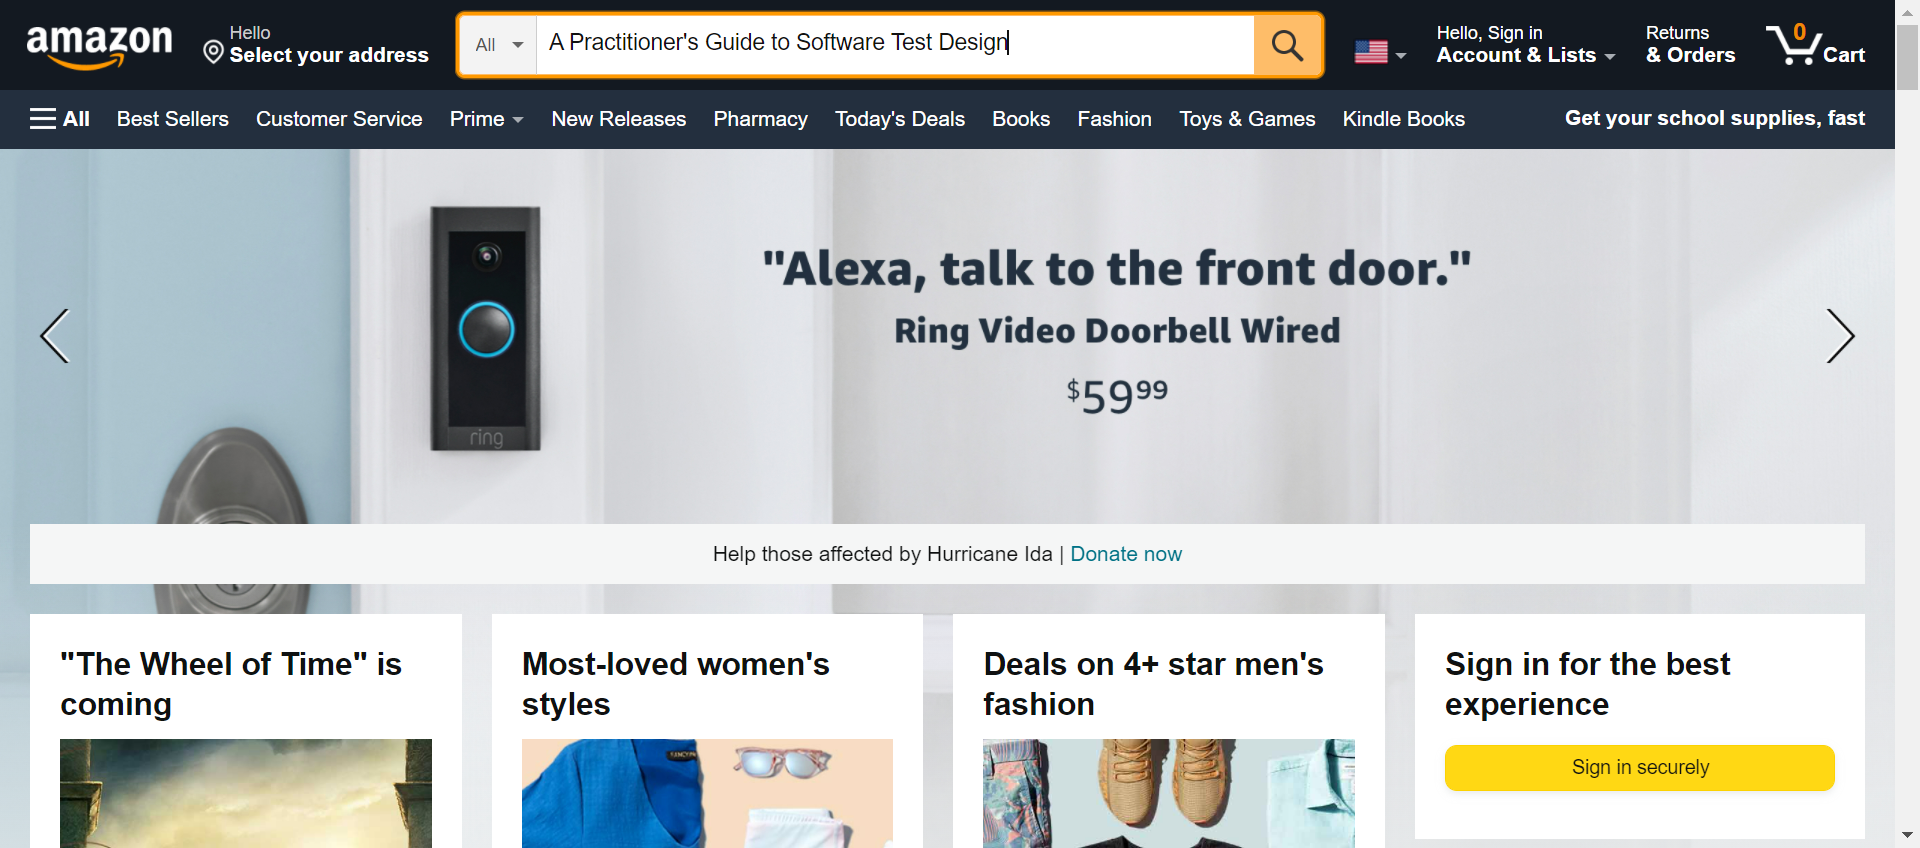 amazon
Hello
Select your address
All
A Practitioner's Guide to Software Test Design
Hello, Sign in
Account & Lists
Returns
& Orders
0
Cart
All
Best Sellers
Customer Service
Prime
New Releases
Pharmacy
Today's Deals
Books
Fashion
Toys & Games
Kindle Books
Get your school supplies, fast
"Alexa, talk to the front door."
Ring Video Doorbell Wired
$59 99
ring
Help those affected by Hurricane Ida | Donate now
"The Wheel of Time" is
coming
Most-loved women's
styles
Deals on 4+ star men's
fashion
Sign in for the best
experience
Sign in securely